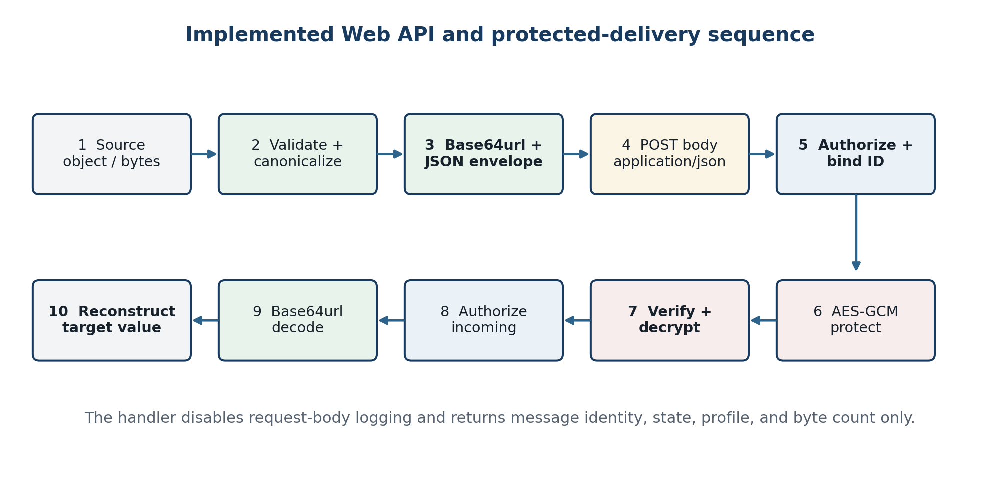 Implemented Web API and protected-delivery sequence
1  Source
object / bytes
2  Validate +
canonicalize
3  Base64url +
JSON envelope
4  POST body
application/json
5  Authorize +
bind ID
6  AES-GCM
protect
7  Verify +
decrypt
8  Authorize
incoming
9  Base64url
decode
10  Reconstruct
target value
The handler disables request-body logging and returns message identity, state, profile, and byte count only.